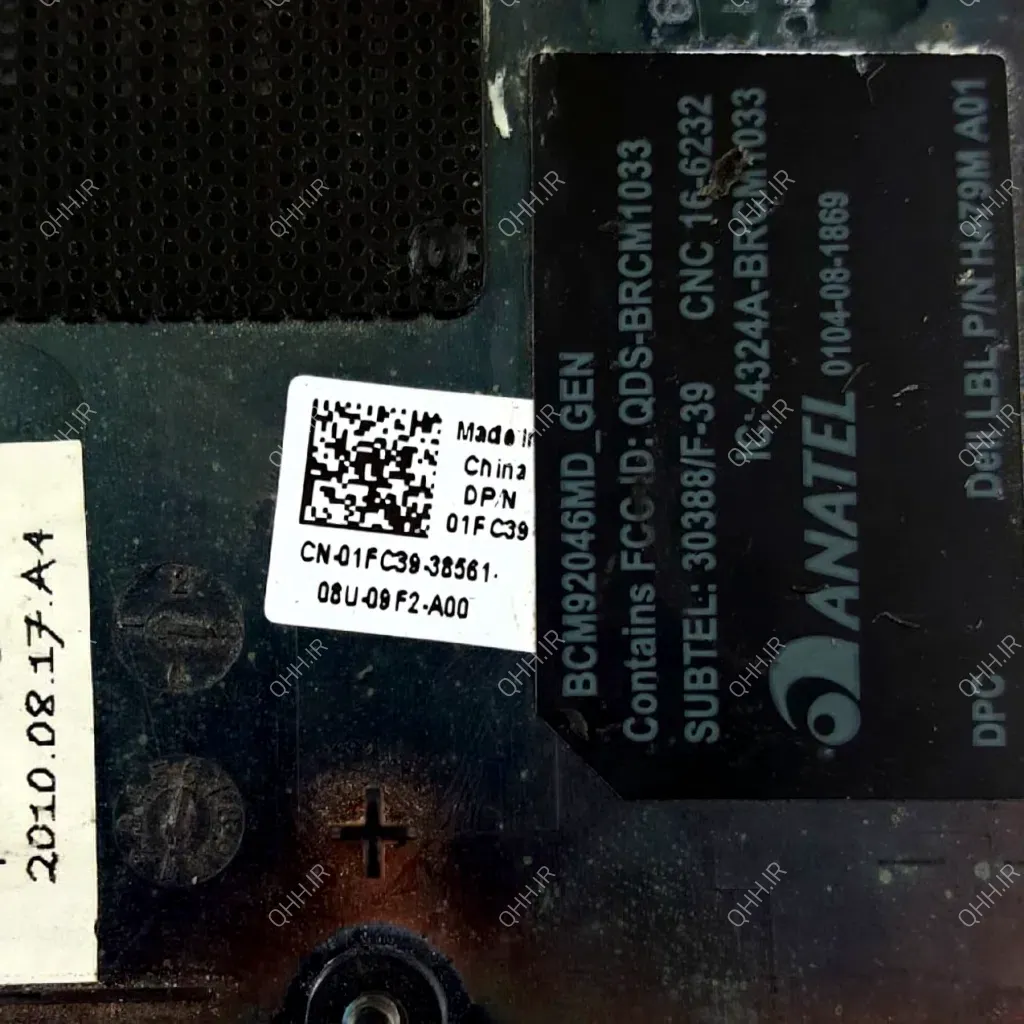 Made in
China
DP/N
01FC39
CN-01FC39-38561-
08U-09F2-A00
2010.08.17.A4
BCM92046MD_GEN
Contains FCC ID: QDS-BRCM1033
SUBTEL: 30388/F-39 CNC 16-6232
IC: 4324A-BRCM1033
ANATEL 0104-08-1869
DPC Dell LBL P/N A01
QHH.IR